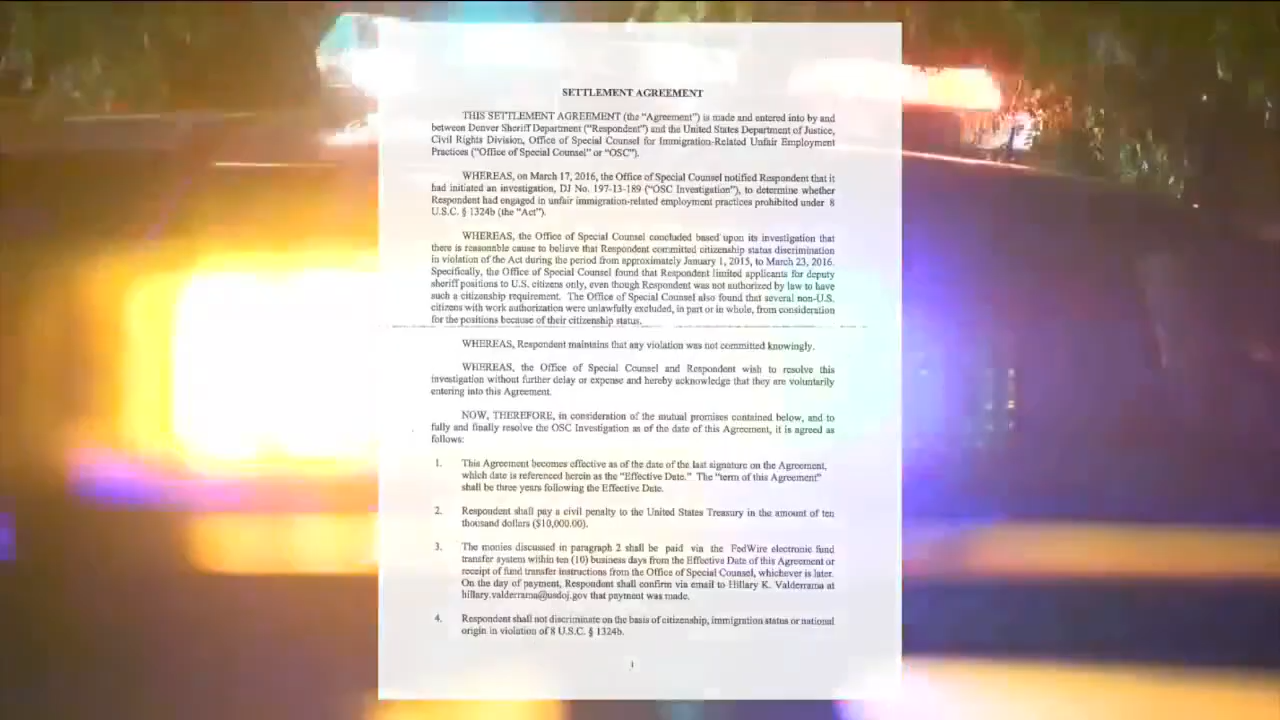 SETTLEMENT AGREEMENT
THIS SETTLEMENT AGREEMENT (the “Agreement”) is made and entered into by and
between Denver Sheriff Department (“Respondent”) and the United States Department of Justice,
Civil Rights Division, Office of Special Counsel for Immigration-Related Unfair Employment
Practices (“Office of Special Counsel” or “OSC”).
WHEREAS, on March 17, 2016, the Office of Special Counsel notified Respondent that it
had initiated an investigation, DJ No. 197-13-189 (“OSC Investigation”), to determine whether
Respondent had engaged in unfair immigration-related employment practices prohibited under 8
U.S.C. § 1324b (the “Act”).
WHEREAS, the Office of Special Counsel concluded based upon its investigation that
there is reasonable cause to believe that Respondent committed citizenship status discrimination
in violation of the Act during the period from approximately January 1, 2015, to March 23, 2016.
Specifically, the Office of Special Counsel found that Respondent limited applicants for deputy
sheriff positions to U.S. citizens only, even though Respondent was not authorized by law to have
such a citizenship requirement. The Office of Special Counsel also found that several non-U.S.
citizens with work authorization were unlawfully excluded, in part or in whole, from consideration
for the positions because of their citizenship status.
WHEREAS, Respondent maintains that any violation was not committed knowingly.
WHEREAS, the Office of Special Counsel and Respondent wish to resolve this
investigation without further delay or expense and hereby acknowledge that they are voluntarily
entering into this Agreement.
NOW, THEREFORE, in consideration of the mutual promises contained below, and to
fully and finally resolve the OSC Investigation as of the date of this Agreement, it is agreed as
follows:
1. This Agreement becomes effective as of the date of the last signature on the Agreement,
which date is referenced herein as the “Effective Date.” The “term of this Agreement”
shall be three years following the Effective Date.
2. Respondent shall pay a civil penalty to the United States Treasury in the amount of ten
thousand dollars ($10,000.00).
3. The monies discussed in paragraph 2 shall be paid via the FedWire electronic fund
transfer system within ten (10) business days from the Effective Date of this Agreement or
receipt of fund transfer instructions from the Office of Special Counsel, whichever is later.
On the day of payment, Respondent shall confirm via email to Hillary K. Valderrama at
hillary.valderrama@usdoj.gov that payment was made.
4. Respondent shall not discriminate on the basis of citizenship, immigration status or national
origin in violation of 8 U.S.C. § 1324b.
1